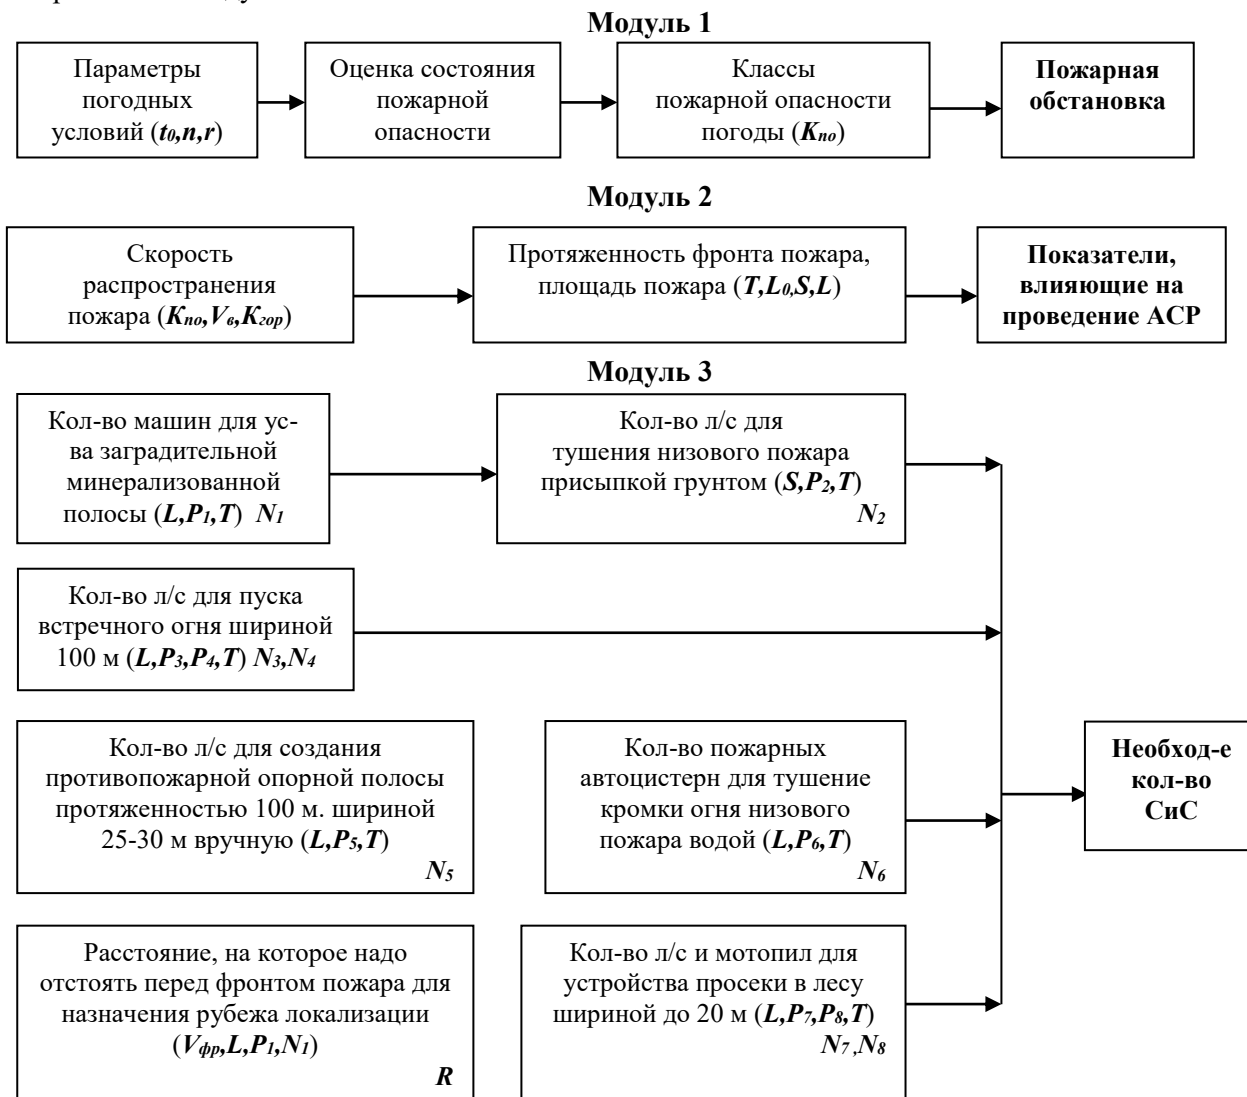 Модуль 1
Параметры
погодных
условий (t0,n,r)
Оценка состояния
пожарной
опасности
Классы
пожарной опасности
погоды (Kпо)
Пожарная
обстановка
Модуль 2
Скорость
распространения
пожара (Kпо,Vв,Kгор)
Протяженность фронта пожара,
площадь пожара (T,L0,S,L)
Показатели,
влияющие на
проведение АСР
Модуль 3
Кол-во машин для ус-
ва заградительной
минерализованной
полосы (L,P1,T) N1
Кол-во л/с для
тушения низового пожара
присыпкой грунтом (S,P2,T)
N2
Кол-во л/с для пуска
встречного огня шириной
100 м (L,P3,P4,T) N3,N4
Кол-во л/с для создания
противопожарной опорной полосы
протяженностью 100 м. шириной
25-30 м вручную (L,P5,T)
N5
Кол-во пожарных
автоцистерн для тушение
кромки огня низового
пожара водой (L,P6,T)
N6
Необход-е
кол-во
СиС
Расстояние, на которое надо
отстоять перед фронтом пожара для
назначения рубежа локализации
(Vфр,L,P1,N1)
R
Кол-во л/с и мотопил для
устройства просеки в лесу
шириной до 20 м (L,P7,P8,T)
N7 ,N8